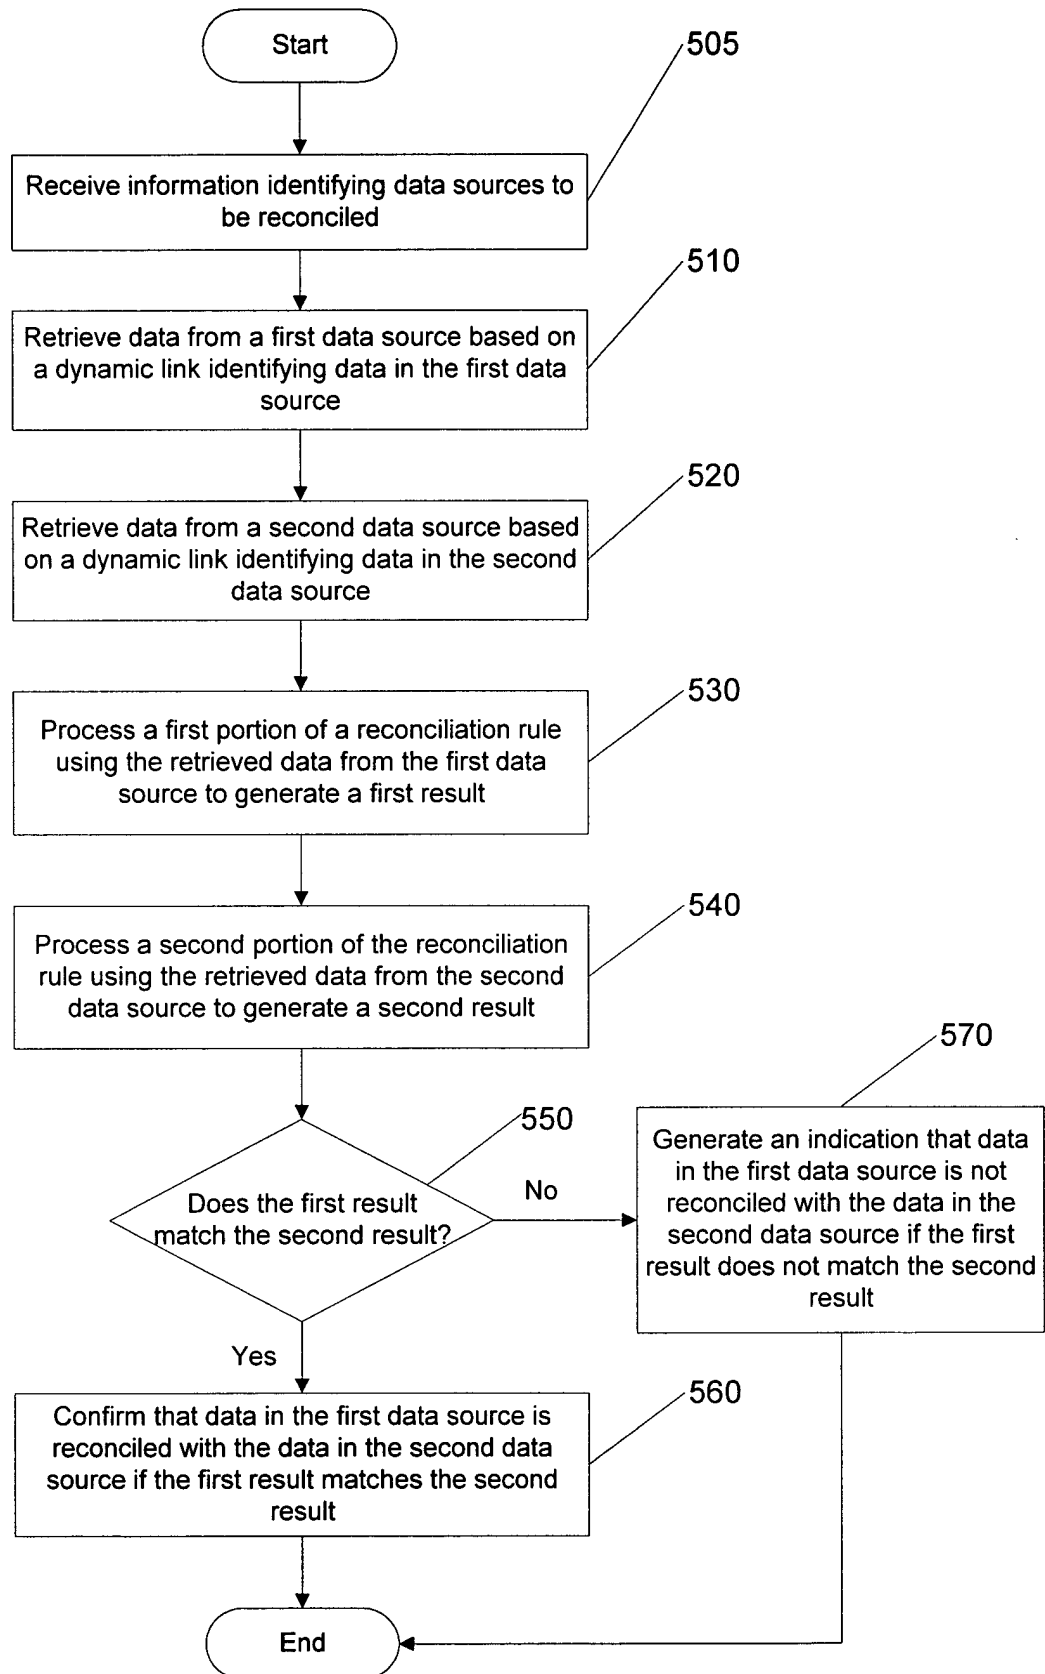 Start
505
Receive information identifying data sources to
be reconciled
510
Retrieve data from a first data source based on
a dynamic link identifying data in the first data
source
520
Retrieve data from a second data source based
on a dynamic link identifying data in the second
data source
530
Process a first portion of a reconciliation rule
using the retrieved data from the first data
source to generate a first result
540
Process a second portion of the reconciliation
rule using the retrieved data from the second
data source to generate a second result
550
Does the first result
match the second result?
No
570
Generate an indication that data
in the first data source is not
reconciled with the data in the
second data source if the first
result does not match the second
result
Yes
560
Confirm that data in the first data source is
reconciled with the data in the second data
source if the first result matches the second
result
End